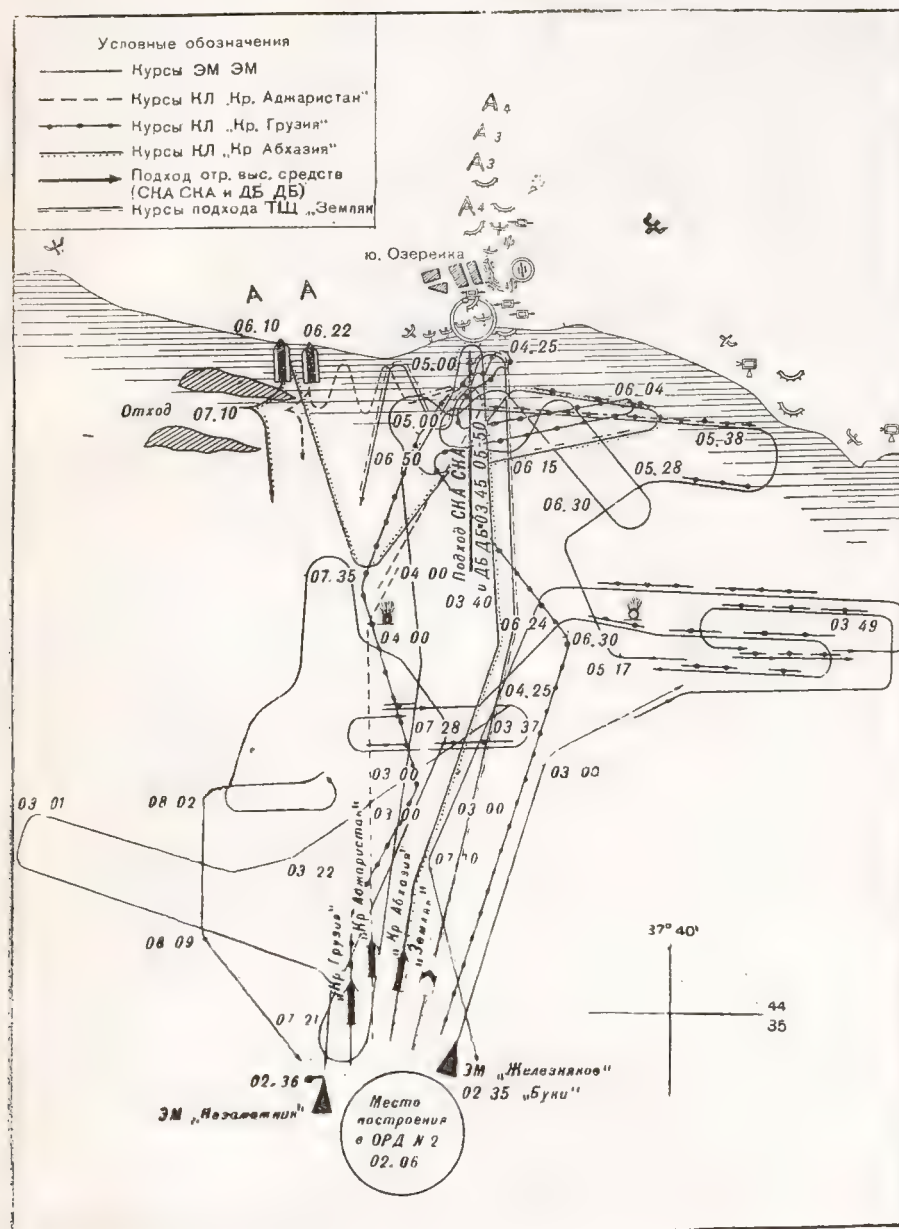 Условные обозначения
Курсы ЭМ ЭМ
Курсы КЛ „Кр. Аджаристан"
Курсы КЛ „Кр. Грузия"
Курсы КЛ „Кр Абхазия"
Подход отр. выс. средств
(СКА СКА и ДБ ДБ)
Курсы подхода ТЩ „Земляк
А 4
А 3
А 3
А 4
ю. Озерейка
А А
06.10 06.22
05.00 04-25
06-04
Отход 07.10
05.00
05.38
06 50
06 15
05.28
06.30
Подход СКА СКА
и ДБ ДБ 03.45 05.50
07.35
04 00
03 40
04 00
06 24
06.30
03 49
05 17
04.25
07 28
03 37
03 00
03 00
03 00
03 00
03 01
08 02
03 22
07.10
„Кр Грузия"
„Кр Аджаристан"
„Кр Абхазия"
„Земляк"
08 09
07 21
37° 40'
44
35
02.36
ЭМ „Незаметник"
ЭМ „Железняков"
02 35 „Буки"
Место
построения
в ОРД N 2
02.06